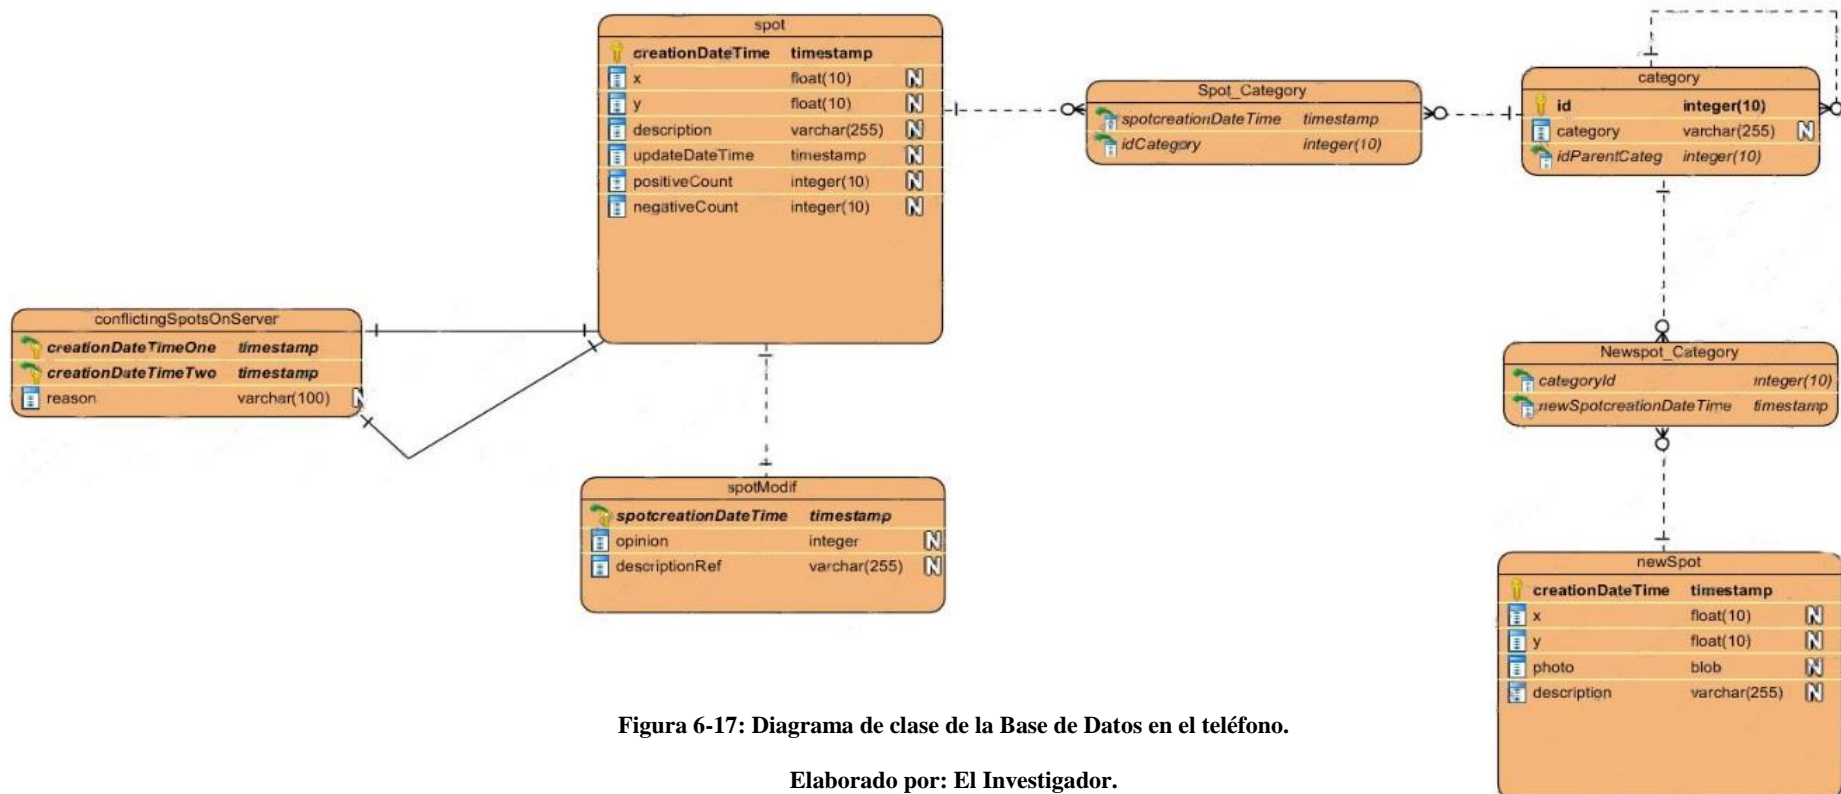 spot
creationDateTime timestamp
x float(10) N
y float(10) N
description varchar(255) N
updateDateTime timestamp N
positiveCount integer(10) N
negativeCount integer(10) N
Spot_Category
spotcreationDateTime timestamp
idCategory integer(10)
category
id integer(10)
category varchar(255) N
idParentCateg integer(10)
conflictingSpotsOnServer
creationDateTimeOne timestamp
creationDateTimeTwo timestamp
reason varchar(100) N
Newspot_Category
categoryId integer(10)
newSpotcreationDateTime timestamp
spotModif
spotcreationDateTime timestamp
opinion integer N
descriptionRef varchar(255) N
newSpot
creationDateTime timestamp
x float(10) N
y float(10) N
photo blob N
description varchar(255) N
Figura 6-17: Diagrama de clase de la Base de Datos en el teléfono.
Elaborado por: El Investigador.